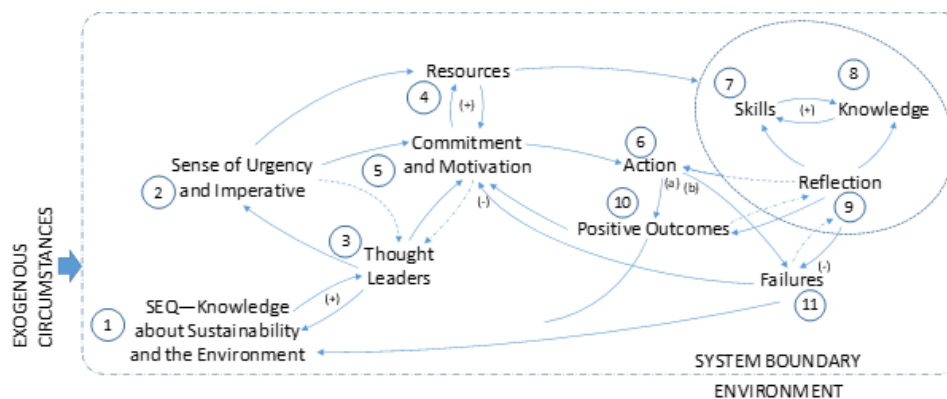 EXOGENOUS
CIRCUMSTANCES
Resources
4
(+)
7
8
Skills
(+)
Knowledge
Commitment
and Motivation
5
(-)
Sense of Urgency
and Imperative
2
6
Action
(a)
(b)
Reflection
9
10
Positive Outcomes
3
Thought
Leaders
(+)
(-)
Failures
11
1
SEQ—Knowledge
about Sustainability
and the Environment
SYSTEM BOUNDARY
ENVIRONMENT